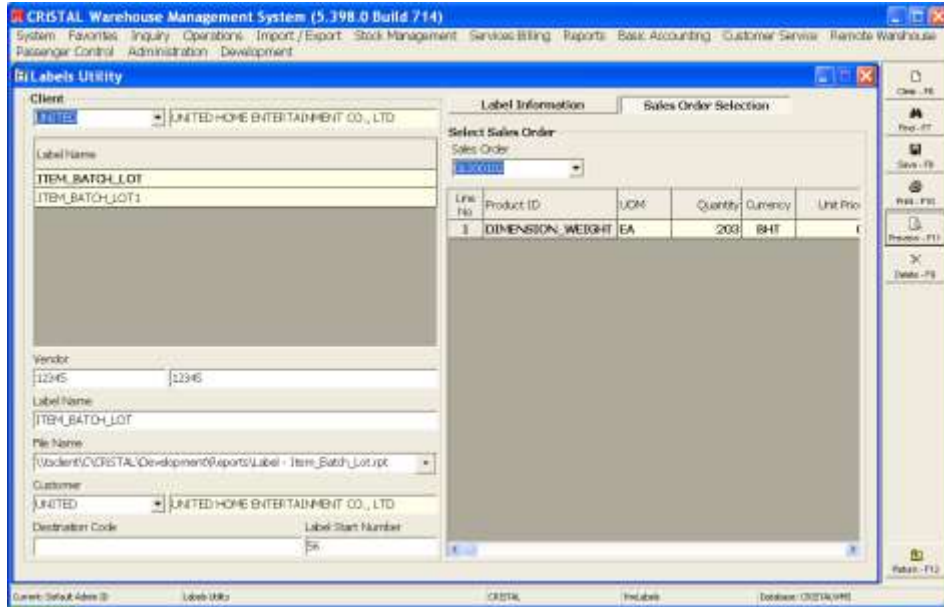 CRiSTAL Warehouse Management System (5.398.0 Build 714)
System Favorites Inquiry Operations Import / Export Stock Management Services Billing Reports Basic Accounting Customer Service Remote Warehouse
Passenger Control Administration Development
Labels Utility
Client
UNITED UNITED HOME ENTERTAINMENT CO., LTD
Label Name
ITEM_BATCH_LOT
ITEM_BATCH_LOT1
Vendor
12345 12345
Label Name
ITEM_BATCH_LOT
File Name
\\tsclient\C\CRISTAL\Development\Reports\Label - Item_Batch_Lot.rpt
Customer
UNITED UNITED HOME ENTERTAINMENT CO., LTD
Destination Code Label Start Number
56
Label Information Sales Order Selection
Select Sales Order
Sales Order
Line No Product ID UOM Quantity Currency Unit Pric
1 DIMENSION_WEIGHT EA 203 BHT
Clear - F6
Find - F7
Save - F8
Print - F10
Preview - F11
Delete - F9
Return - F12
Current: Default Admin ID Labels Utility CRISTAL frmLabels Database: CRISTALWMS